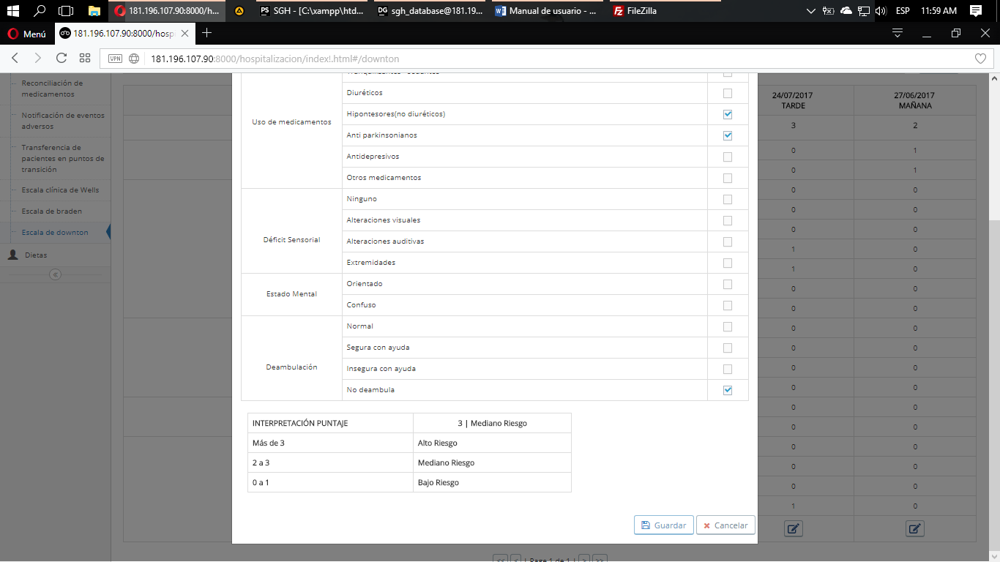 181.196.107.90:8000/h...
SGH - [C:\xampp\htd...
sgh_database@181.19...
Manual de usuario - ...
FileZilla
ESP
11:59 AM
Menú
181.196.107.90:8000/hosp
VPN
181.196.107.90:8000/hospitalizacion/index!.html#/downton
Reconciliación de
medicamentos
Notificación de eventos
adversos
Transferencia de
pacientes en puntos de
transición
Escala clínica de Wells
Escala de braden
Escala de downton
Dietas
Uso de medicamentos
Diuréticos
Hipontesores(no diuréticos)
Anti parkinsonianos
Antidepresivos
Otros medicamentos
Déficit Sensorial
Ninguno
Alteraciones visuales
Alteraciones auditivas
Extremidades
Estado Mental
Orientado
Confuso
Deambulación
Normal
Segura con ayuda
Insegura con ayuda
No deambula
INTERPRETACIÓN PUNTAJE 3 | Mediano Riesgo
Más de 3 Alto Riesgo
2 a 3 Mediano Riesgo
0 a 1 Bajo Riesgo
Guardar
Cancelar
24/07/2017 27/06/2017
TARDE MAÑANA
3 2
0 1
0 1
0 0
0 0
0 0
1 0
1 0
0 0
0 0
0 0
0 0
0 0
0 0
0 0
0 0
0 0
0 0
0 0
1 0
<< < | Page 1 de 1 | > >>